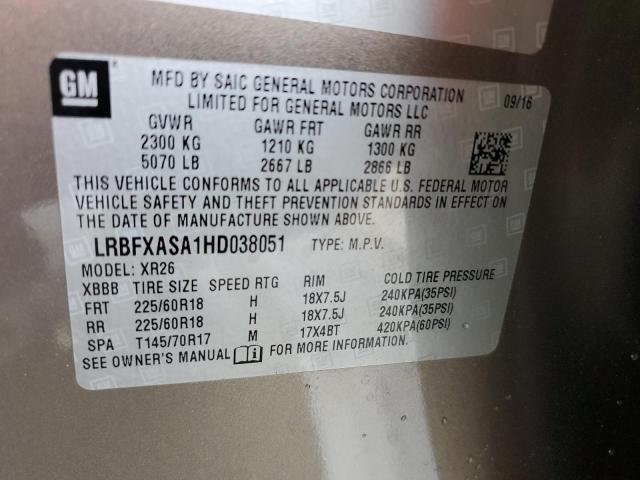 GM
MFD BY SAIC GENERAL MOTORS CORPORATION
LIMITED FOR GENERAL MOTORS LLC 09/16
GVWR GAWR FRT GAWR RR
2300 KG 1210 KG 1300 KG
5070 LB 2667 LB 2866 LB
THIS VEHICLE CONFORMS TO ALL APPLICABLE U.S. FEDERAL MOTOR
VEHICLE SAFETY AND THEFT PREVENTION STANDARDS IN EFFECT ON
THE DATE OF MANUFACTURE SHOWN ABOVE.
LRBFXASA1HD038051 TYPE: M.P.V.
MODEL: XR26
XBBB TIRE SIZE SPEED RTG RIM COLD TIRE PRESSURE
FRT 225/60R18 H 18X7.5J 240KPA(35PSI)
RR 225/60R18 H 18X7.5J 240KPA(35PSI)
SPA T145/70R17 M 17X4BT 420KPA(60PSI)
SEE OWNER'S MANUAL FOR MORE INFORMATION.